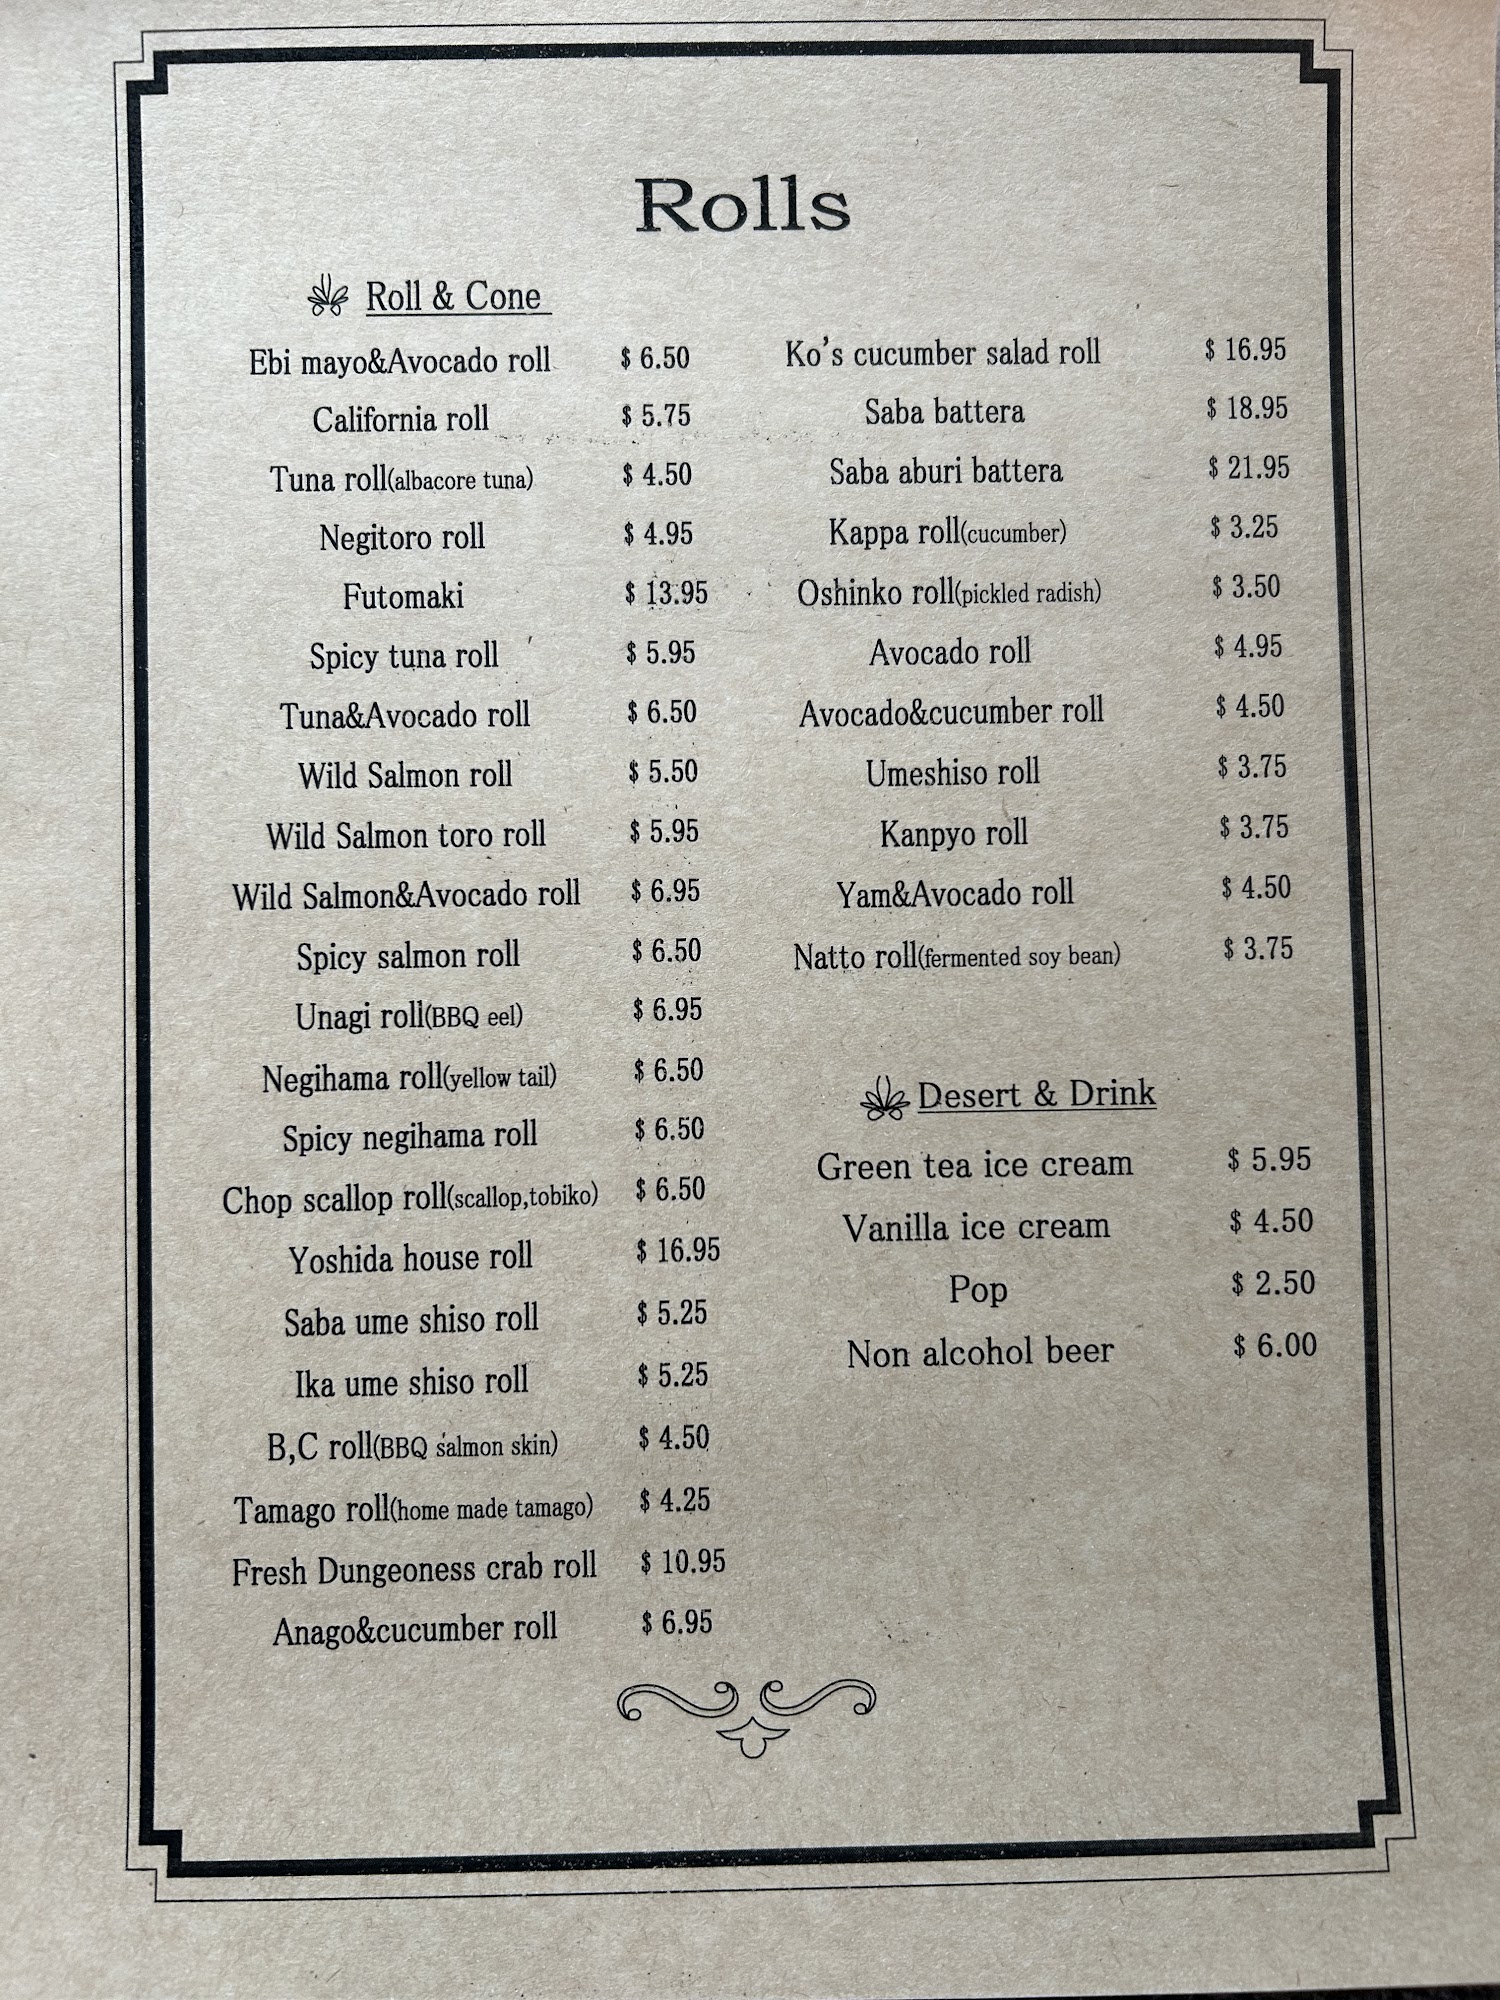 Rolls
Roll & Cone
Ebi mayo&Avocado roll $ 6.50
California roll $ 5.75
Tuna roll(albacore tuna) $ 4.50
Negitoro roll $ 4.95
Futomaki $ 13.95
Spicy tuna roll $ 5.95
Tuna&Avocado roll $ 6.50
Wild Salmon roll $ 5.50
Wild Salmon toro roll $ 5.95
Wild Salmon&Avocado roll $ 6.95
Spicy salmon roll $ 6.50
Unagi roll(BBQ eel) $ 6.95
Negihama roll(yellow tail) $ 6.50
Spicy negihama roll $ 6.50
Chop scallop roll(scallop,tobiko) $ 6.50
Yoshida house roll $ 16.95
Saba ume shiso roll $ 5.25
Ika ume shiso roll $ 5.25
B,C roll(BBQ salmon skin) $ 4.50
Tamago roll(home made tamago) $ 4.25
Fresh Dungeoness crab roll $ 10.95
Anago&cucumber roll $ 6.95
Ko's cucumber salad roll $ 16.95
Saba battera $ 18.95
Saba aburi battera $ 21.95
Kappa roll(cucumber) $ 3.25
Oshinko roll(pickled radish) $ 3.50
Avocado roll $ 4.95
Avocado&cucumber roll $ 4.50
Umeshiso roll $ 3.75
Kanpyo roll $ 3.75
Yam&Avocado roll $ 4.50
Natto roll(fermented soy bean) $ 3.75
Desert & Drink
Green tea ice cream $ 5.95
Vanilla ice cream $ 4.50
Pop $ 2.50
Non alcohol beer $ 6.00